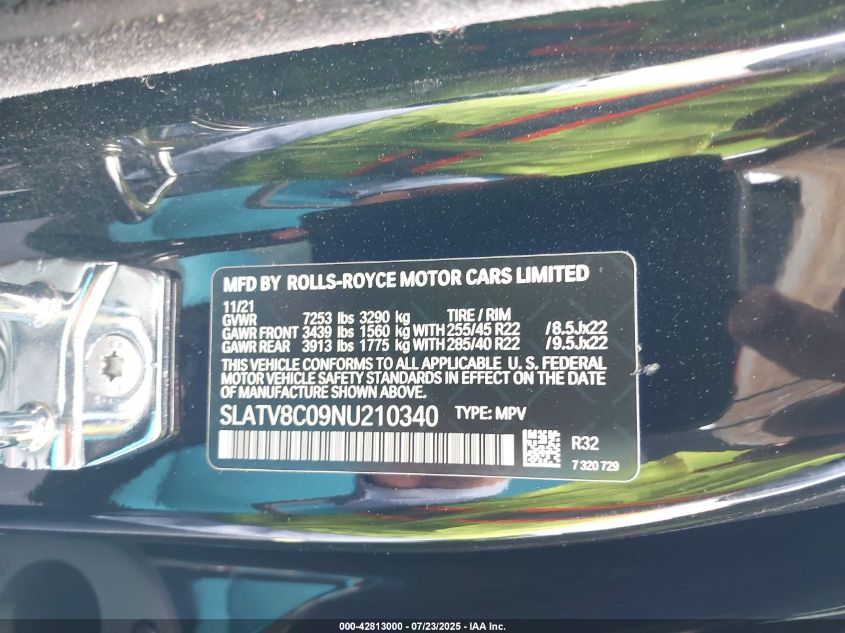 MFD BY ROLLS-ROYCE MOTOR CARS LIMITED
11/21
GVWR 7253 lbs 3290 kg TIRE / RIM
GAWR FRONT 3439 lbs 1560 kg WITH 255/45 R22 /8.5Jx22
GAWR REAR 3913 lbs 1775 kg WITH 285/40 R22 /9.5Jx22
THIS VEHICLE CONFORMS TO ALL APPLICABLE U. S. FEDERAL
MOTOR VEHICLE SAFETY STANDARDS IN EFFECT ON THE DATE
OF MANUFACTURE SHOWN ABOVE.
SLATV8C09NU210340 TYPE: MPV
R32
7 320 729
000-42813000 / 07/23/2025 - IAA Inc.